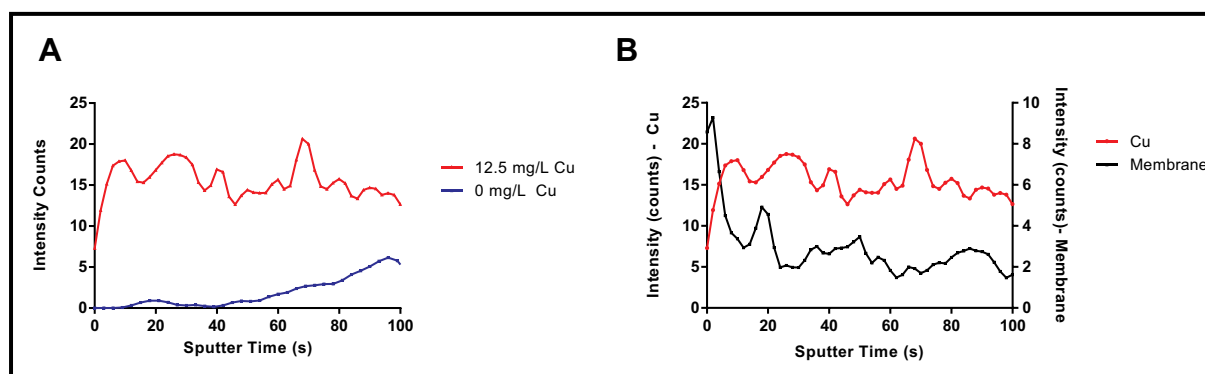 A
Intensity Counts
25
20
15
10
5
0
0 20 40 60 80 100
Sputter Time (s)
12.5 mg/L Cu
0 mg/L Cu
B
Intensity (counts) - Cu
25
20
15
10
5
0
0 20 40 60 80 100
Sputter Time (s)
10
8
6
4
2
0
Intensity (counts)- Membrane
Cu
Membrane